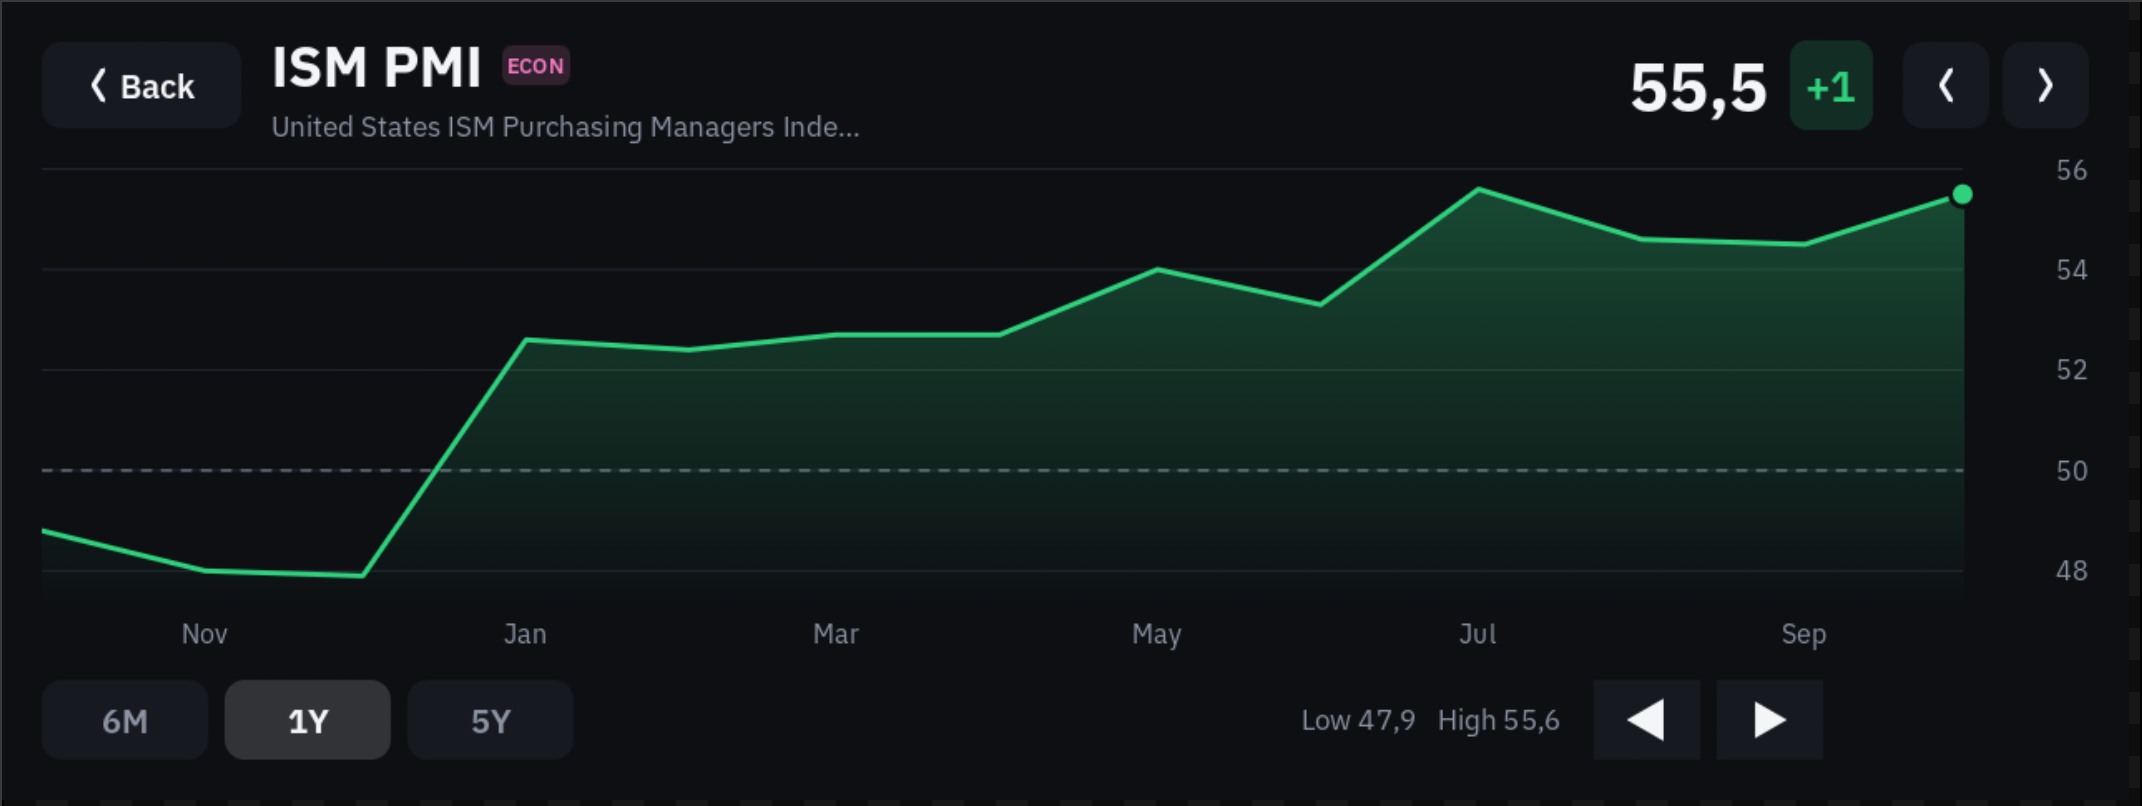 ‹ Back
ISM PMI ECON
United States ISM Purchasing Managers Inde...
55,5 +1 ‹ ›
56
54
52
50
48
Nov Jan Mar May Jul Sep
6M 1Y 5Y
Low 47,9 High 55,6